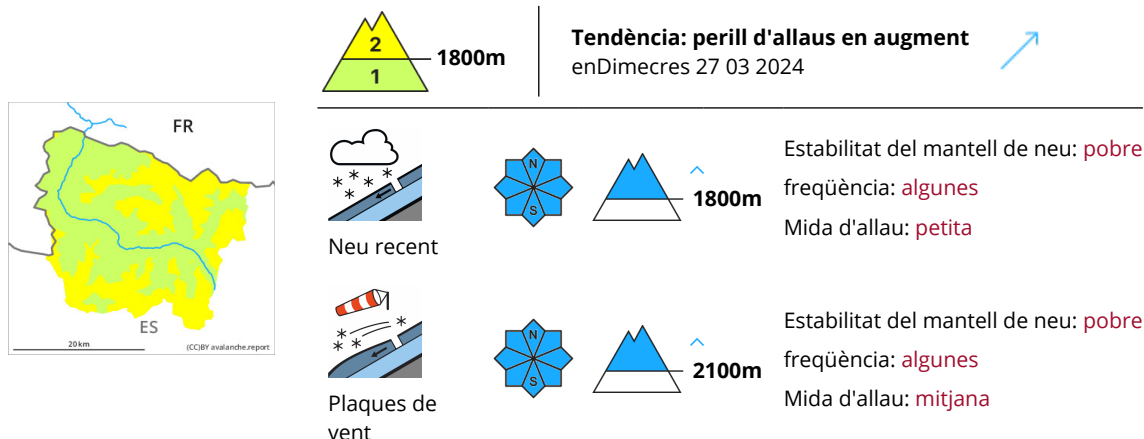 2
1
1800m
Tendència: perill d'allaus en augment
enDimecres 27 03 2024
FR
ES
20 km
(CC)BY avalanche.report
Neu recent
N
S
1800m
Estabilitat del mantell de neu: pobre
freqüència: algunes
Mida d'allau: petita
Plaques de
vent
N
S
2100m
Estabilitat del mantell de neu: pobre
freqüència: algunes
Mida d'allau: mitjana